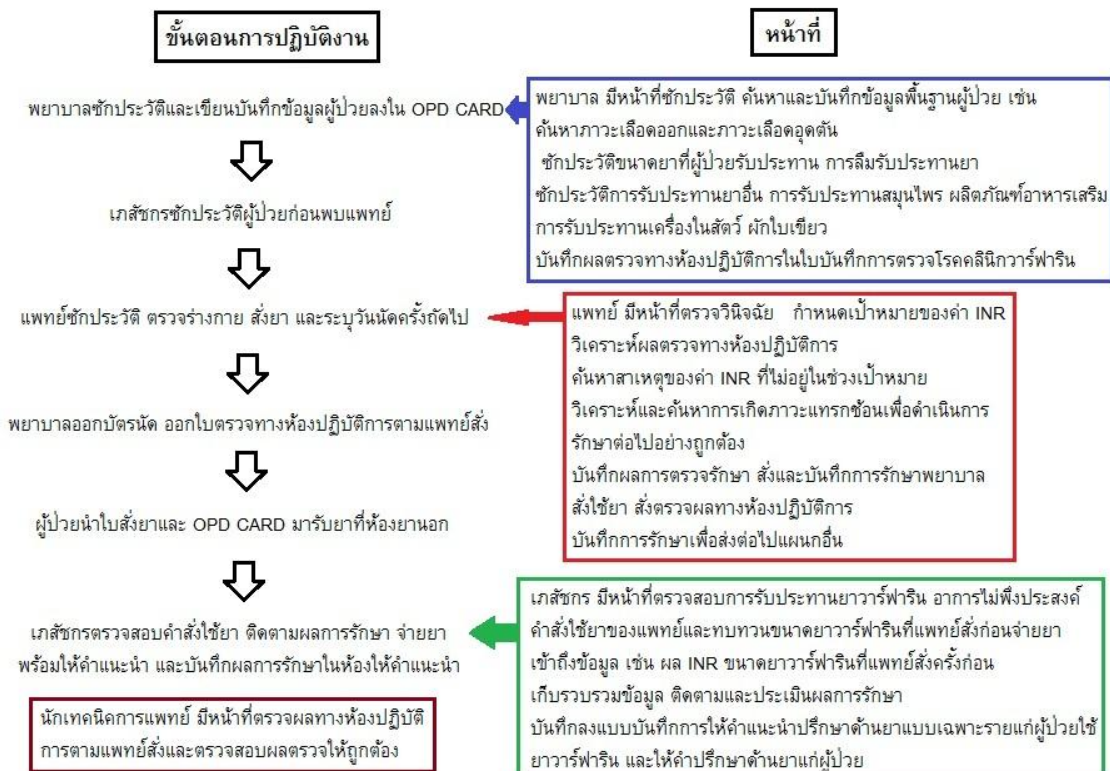 ขั้นตอนการปฏิบัติงาน
พยาบาลซักประวัติและเขียนบันทึกข้อมูลผู้ป่วยลงใน OPD CARD
เภสัชกรซักประวัติผู้ป่วยก่อนพบแพทย์
แพทย์ซักประวัติ ตรวจร่างกาย สั่งยา และระบุวันนัดครั้งถัดไป
พยาบาลออกบัตรนัด ออกใบตรวจทางห้องปฏิบัติการตามแพทย์สั่ง
ผู้ป่วยนำใบสั่งยาและ OPD CARD มารับยาที่ห้องยานอก
เภสัชกรตรวจสอบคำสั่งใช้ยา ติดตามผลการรักษา จ่ายยา
พร้อมให้คำแนะนำ และบันทึกผลการรักษาในห้องให้คำแนะนำ
นักเทคนิคการแพทย์ มีหน้าที่ตรวจผลทางห้องปฏิบัติ
การตามแพทย์สั่งและตรวจสอบผลตรวจให้ถูกต้อง
หน้าที่
พยาบาล มีหน้าที่ซักประวัติ ค้นหาและบันทึกข้อมูลพื้นฐานผู้ป่วย เช่น
ค้นหาภาวะเลือดออกและภาวะเลือดอุดตัน
ซักประวัติขนาดยาที่ผู้ป่วยรับประทาน การลืมรับประทานยา
ซักประวัติการรับประทานยาอื่น การรับประทานสมุนไพร ผลิตภัณฑ์อาหารเสริม
การรับประทานเครื่องในสัตว์ ผักใบเขียว
บันทึกผลตรวจทางห้องปฏิบัติการในใบบันทึกการตรวจโรคคลินิกวาร์ฟาริน
แพทย์ มีหน้าที่ตรวจวินิจฉัย กำหนดเป้าหมายของค่า INR
วิเคราะห์ผลตรวจทางห้องปฏิบัติการ
ค้นหาสาเหตุของค่า INR ที่ไม่อยู่ในช่วงเป้าหมาย
วิเคราะห์และค้นหาการเกิดภาวะแทรกซ้อนเพื่อดำเนินการ
รักษาต่อไปอย่างถูกต้อง
บันทึกผลการตรวจรักษา สั่งและบันทึกการรักษาพยาบาล
สั่งใช้ยา สั่งตรวจผลทางห้องปฏิบัติการ
บันทึกการรักษาเพื่อส่งต่อไปแผนกอื่น
เภสัชกร มีหน้าที่ตรวจสอบการรับประทานยาวาร์ฟาริน อาการไม่พึงประสงค์
คำสั่งใช้ยาของแพทย์และทบทวนขนาดยาวาร์ฟารินที่แพทย์สั่งก่อนจ่ายยา
เข้าถึงข้อมูล เช่น ผล INR ขนาดยาวาร์ฟารินที่แพทย์สั่งครั้งก่อน
เก็บรวบรวมข้อมูล ติดตามและประเมินผลการรักษา
บันทึกลงแบบบันทึกการให้คำแนะนำปรึกษาด้านยาแบบเฉพาะรายแก่ผู้ป่วยใช้
ยาวาร์ฟาริน และให้คำปรึกษาด้านยาแก่ผู้ป่วย